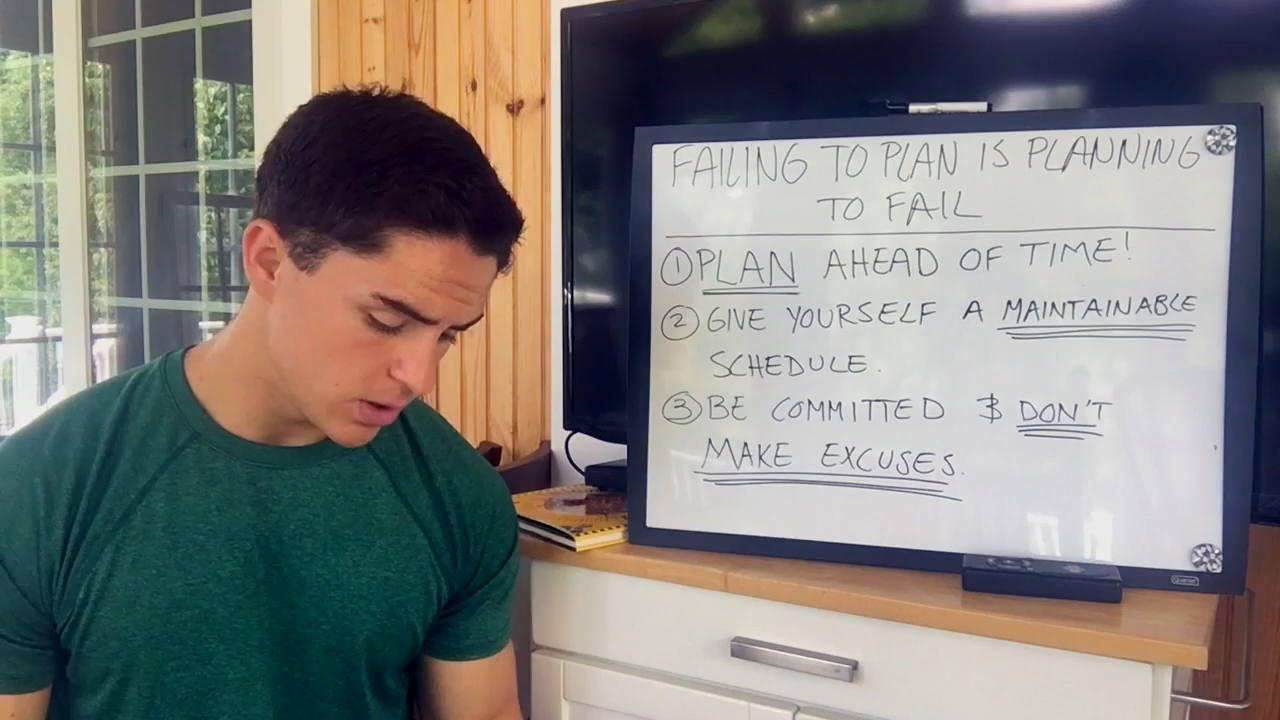 FAILING TO PLAN IS PLANNING
TO FAIL
① PLAN AHEAD OF TIME!
② GIVE YOURSELF A MAINTAINABLE
SCHEDULE.
③ BE COMMITTED & DON'T
MAKE EXCUSES.
Quartet